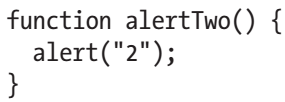 function alertTwo() {
  alert("2");
}